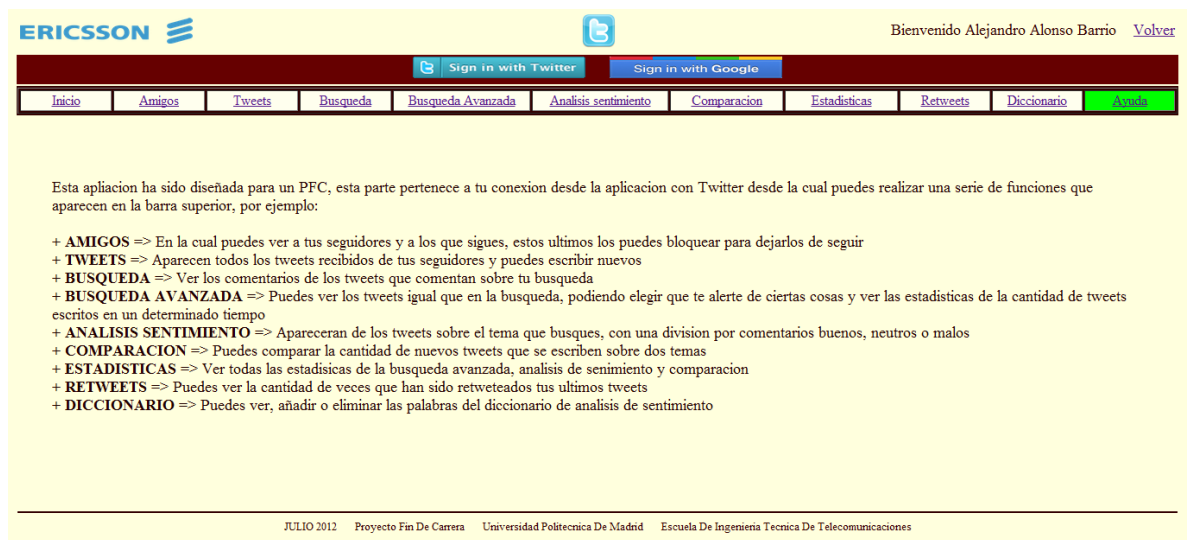 ERICSSON
Bienvenido Alejandro Alonso Barrio Volver
Sign in with Twitter Sign in with Google
Inicio Amigos Tweets Busqueda Busqueda Avanzada Analisis sentimiento Comparacion Estadisticas Retweets Diccionario Ayuda
Esta apliacion ha sido diseñada para un PFC, esta parte pertenece a tu conexion desde la aplicacion con Twitter desde la cual puedes realizar una serie de funciones que
aparecen en la barra superior, por ejemplo:
+ AMIGOS => En la cual puedes ver a tus seguidores y a los que sigues, estos ultimos los puedes bloquear para dejarlos de seguir
+ TWEETS => Aparecen todos los tweets recibidos de tus seguidores y puedes escribir nuevos
+ BUSQUEDA => Ver los comentarios de los tweets que comentan sobre tu busqueda
+ BUSQUEDA AVANZADA => Puedes ver los tweets igual que en la busqueda, podiendo elegir que te alerte de ciertas cosas y ver las estadisticas de la cantidad de tweets
escritos en un determinado tiempo
+ ANALISIS SENTIMIENTO => Apareceran de los tweets sobre el tema que busques, con una division por comentarios buenos, neutros o malos
+ COMPARACION => Puedes comparar la cantidad de nuevos tweets que se escriben sobre dos temas
+ ESTADISTICAS => Ver todas las estadisicas de la busqueda avanzada, analisis de senimiento y comparacion
+ RETWEETS => Puedes ver la cantidad de veces que han sido retweteados tus ultimos tweets
+ DICCIONARIO => Puedes ver, añadir o eliminar las palabras del diccionario de analisis de sentimiento
JULIO 2012 Proyecto Fin De Carrera Universidad Politecnica De Madrid Escuela De Ingenieria Tecnica De Telecomunicaciones